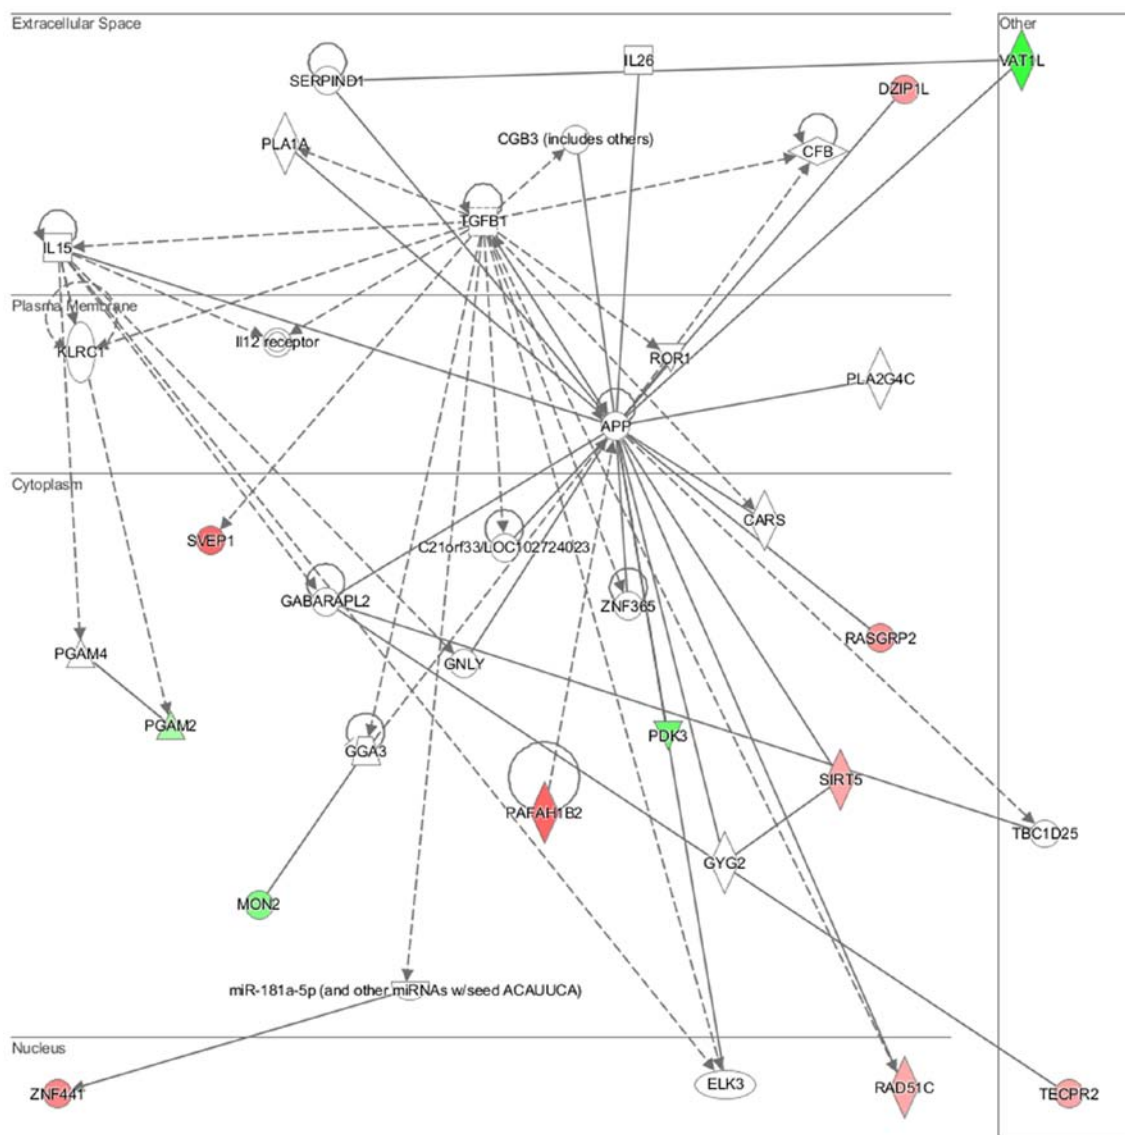 Extracellular Space
Other
IL26
VAT1L
SERPIND1
DZIP1L
PLA1A
CGB3 (includes others)
CFB
TGFB1
IL15
Plasma Membrane
KLRC1
Il12 receptor
ROR1
PLA2G4C
APP
Cytoplasm
CARS
SVEP1
C21orf33/LOC102724023
GABARAPL2
ZNF365
RASGRP2
PGAM4
GNLY
PGAM2
GGA3
PDK3
SIRT5
PAFAH1B2
TBC1D25
GYG2
MON2
miR-181a-5p (and other miRNAs w/seed ACAUUCA)
Nucleus
ZNF441
ELK3
RAD51C
TECPR2